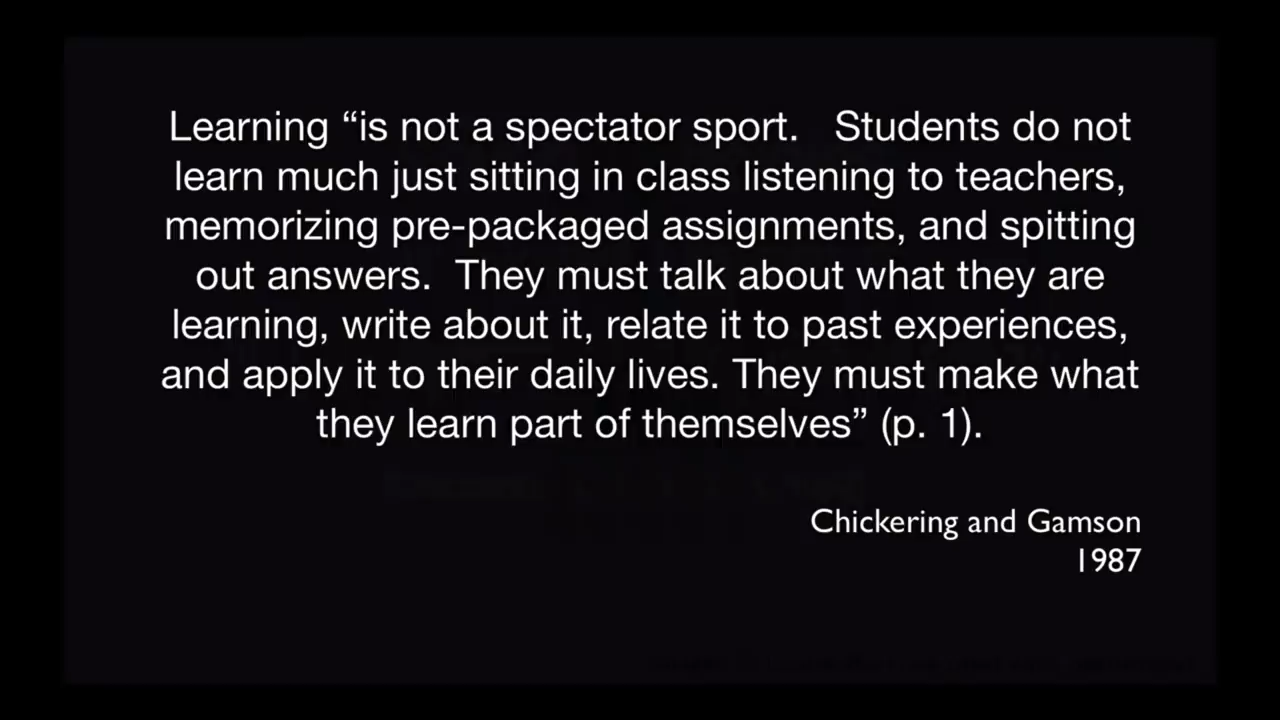 Learning “is not a spectator sport.   Students do not
learn much just sitting in class listening to teachers,
memorizing pre-packaged assignments, and spitting
out answers.  They must talk about what they are
learning, write about it, relate it to past experiences,
and apply it to their daily lives. They must make what
they learn part of themselves” (p. 1).
Chickering and Gamson
1987